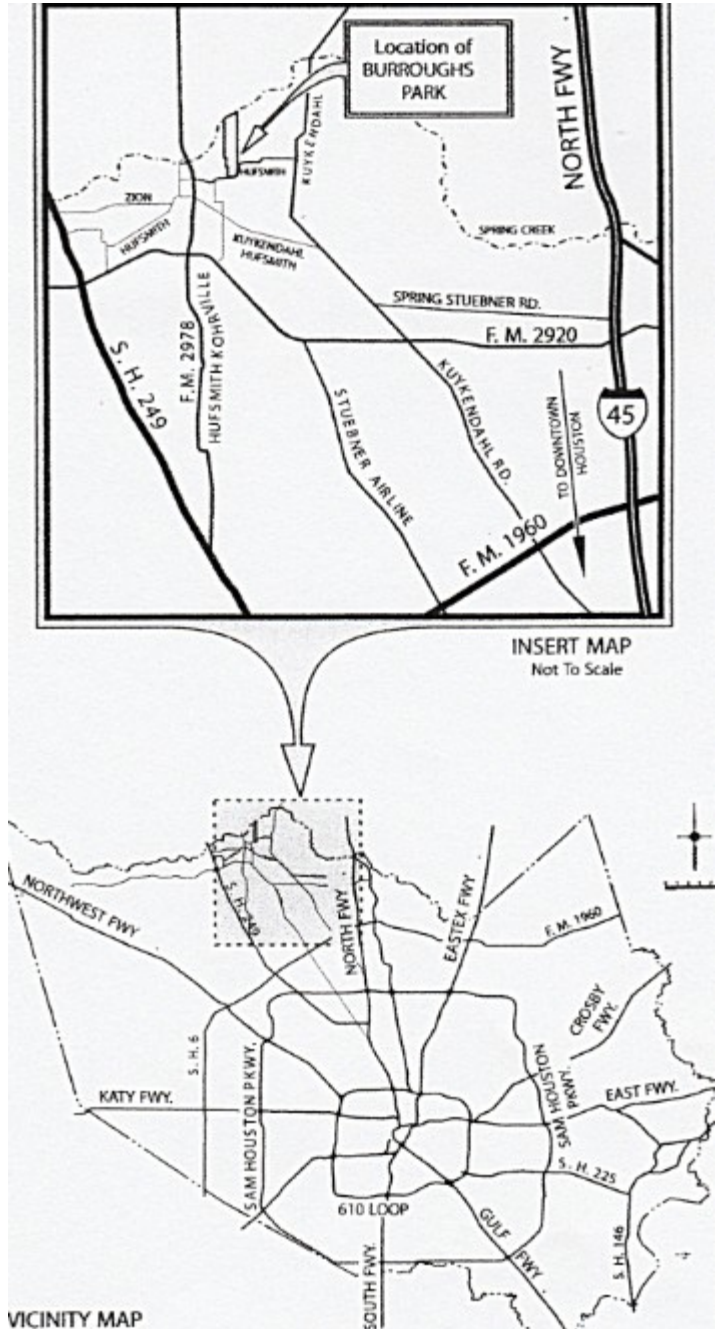 Location of
BURROUGHS
PARK
NORTH FWY
KUYKENDAHL
HUFSMITH
ZION
HUFSMITH
KUYKENDAHL
HUFSMITH
SPRING CREEK
SPRING STUEBNER RD.
F. M. 2920
S. H. 249
F.M. 2978
HUFSMITH KOHRVILLE
STUEBNER AIRLINE
KUYKENDAHL RD.
TO DOWNTOWN
HOUSTON
45
F. M. 1960
INSERT MAP
Not To Scale
NORTHWEST FWY
S. H. 249
NORTH FWY
EASTEX FWY
F. M. 1960
CROSBY
FWY.
S. H. 6
SAM HOUSTON PKWY.
KATY FWY.
SAM HOUSTON
PKWY.
EAST FWY.
S. H. 225
610 LOOP
GULF FWY
S. H. 146
SOUTH FWY.
VICINITY MAP